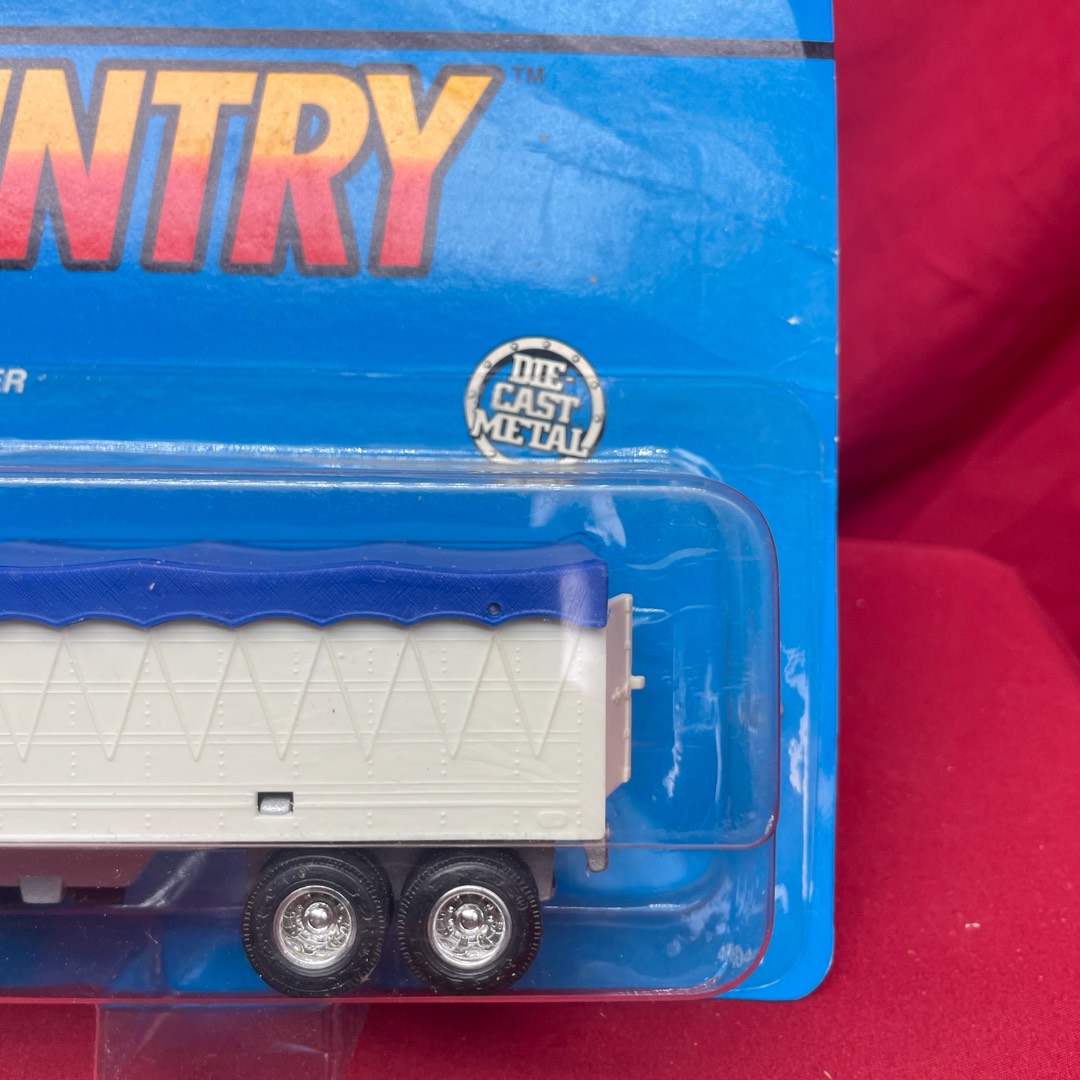 NTRY™
ER
DIE-
CAST
METAL